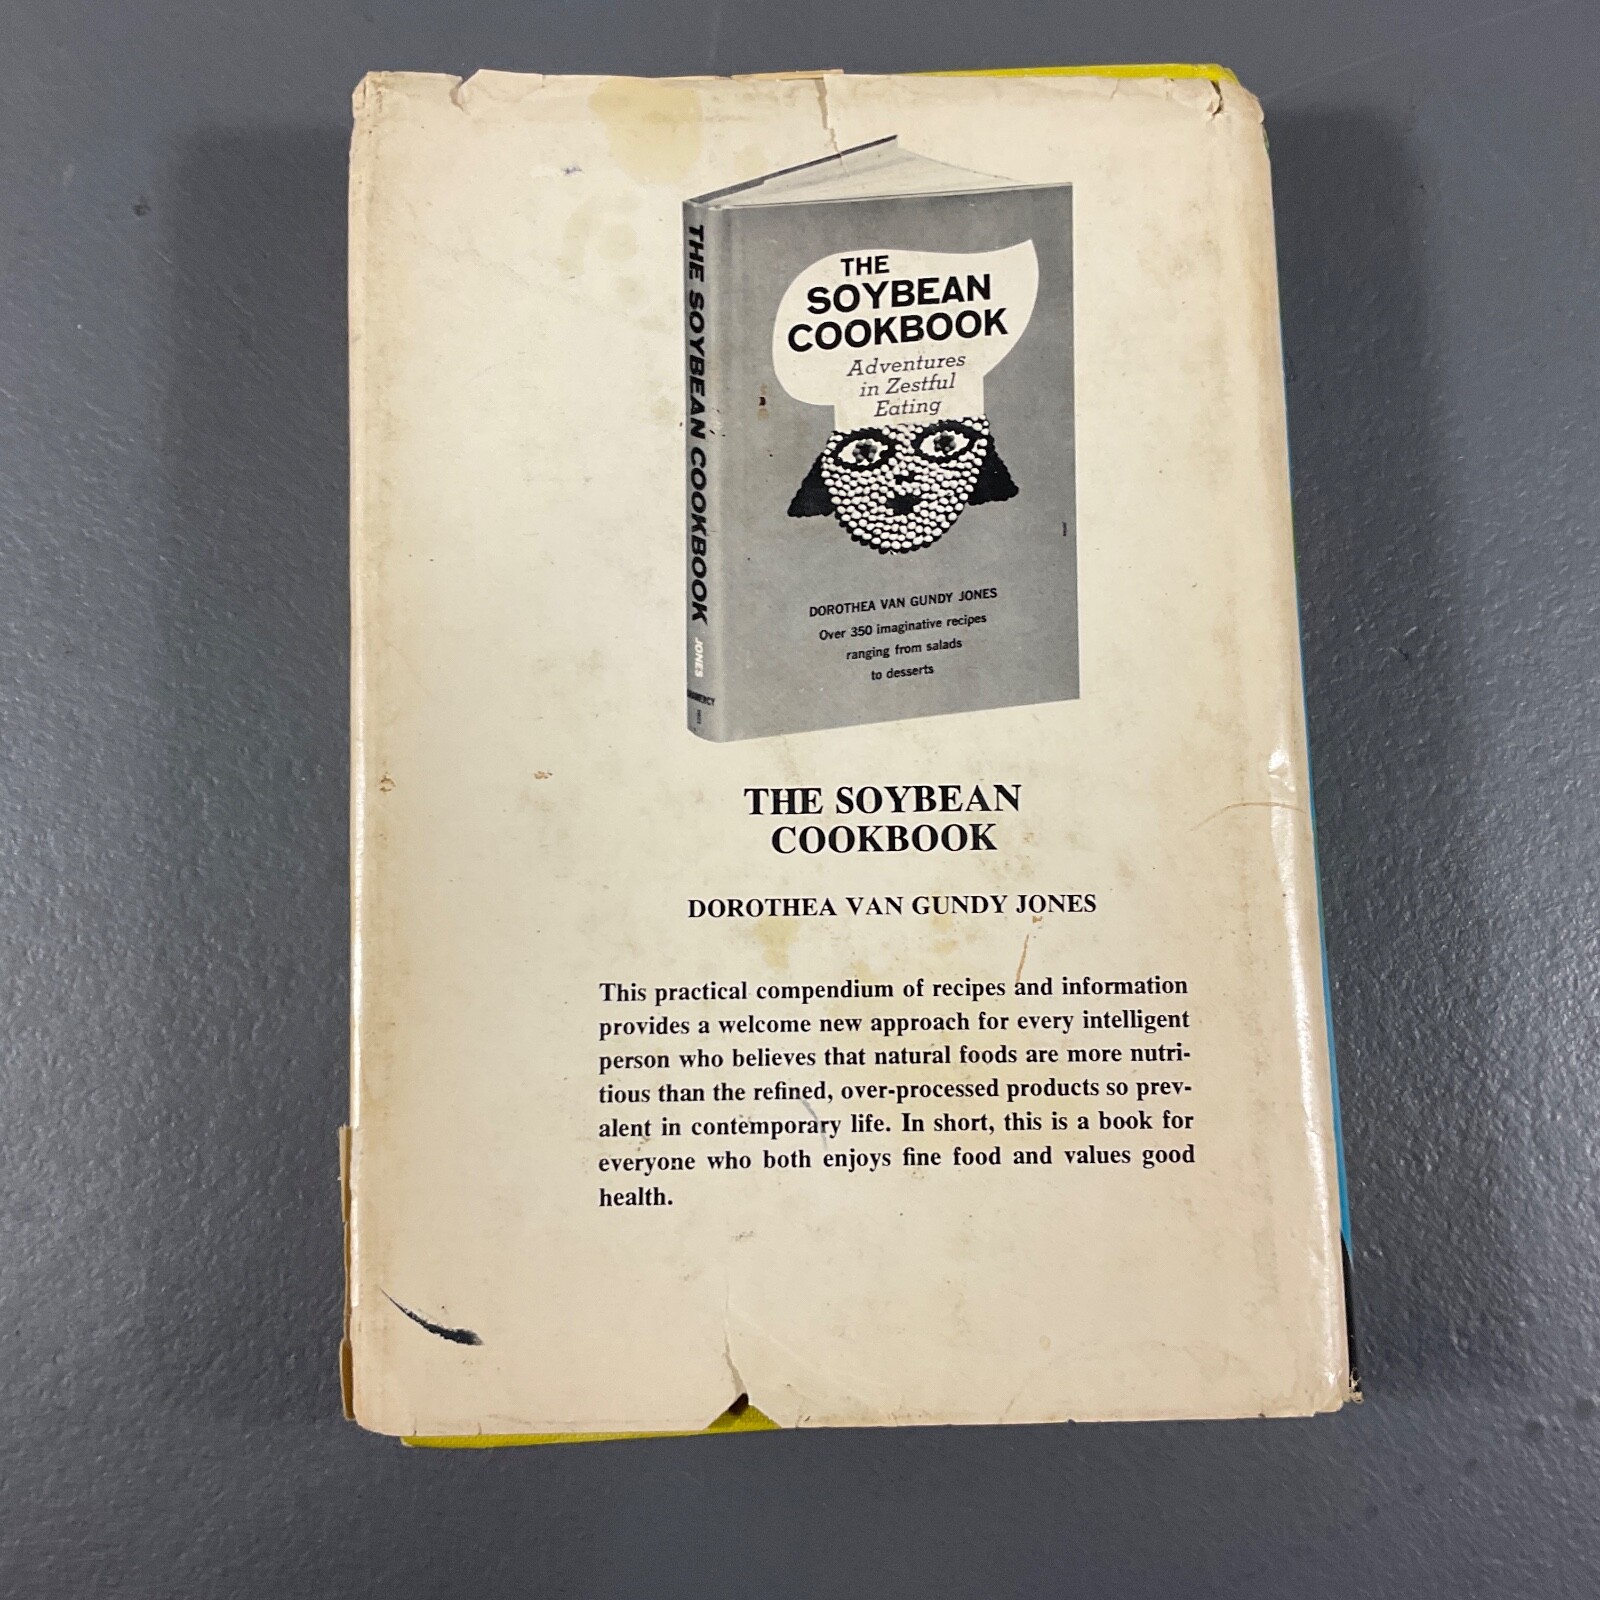 THE SOYBEAN COOKBOOK JONES
THE
SOYBEAN
COOKBOOK
Adventures
in Zestful
Eating
DOROTHEA VAN GUNDY JONES
Over 350 imaginative recipes
ranging from salads
to desserts
THE SOYBEAN
COOKBOOK
DOROTHEA VAN GUNDY JONES
This practical compendium of recipes and information
provides a welcome new approach for every intelligent
person who believes that natural foods are more nutri-
tious than the refined, over-processed products so prev-
alent in contemporary life. In short, this is a book for
everyone who both enjoys fine food and values good
health.